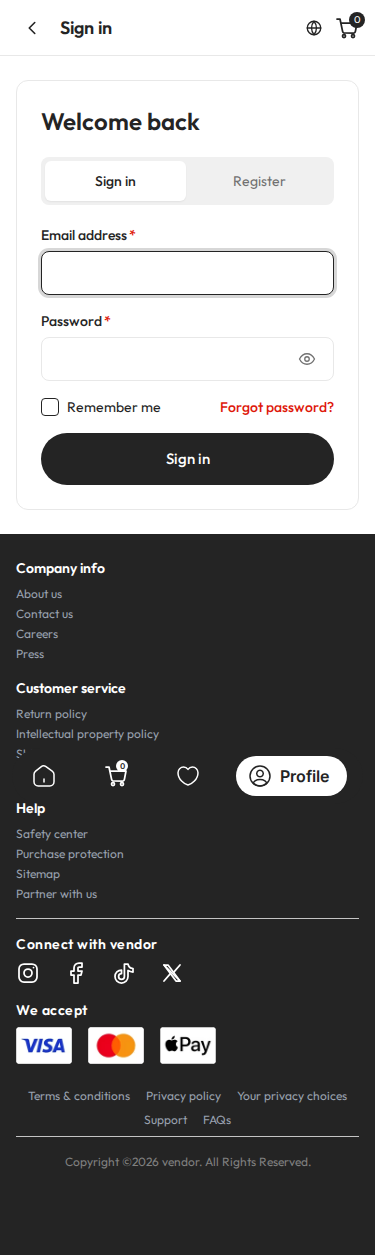 Sign in
0
Welcome back
Sign in
Register
Email address *
Password *
Remember me
Forgot password?
Sign in
Company info
About us
Contact us
Careers
Press
Customer service
Return policy
Intellectual property policy
0
Profile
Help
Safety center
Purchase protection
Sitemap
Partner with us
Connect with vendor
We accept
VISA
Pay
Terms & conditions
Privacy policy
Your privacy choices
Support
FAQs
Copyright ©2026 vendor. All Rights Reserved.